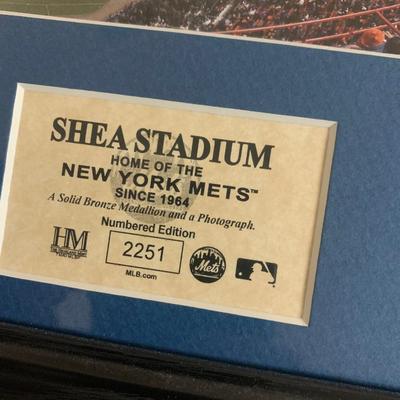 SHEA STADIUM
HOME OF THE
NEW YORK METS™
SINCE 1964
A Solid Bronze Medallion and a Photograph.
Numbered Edition
HM
2251
Mets
MLB.com